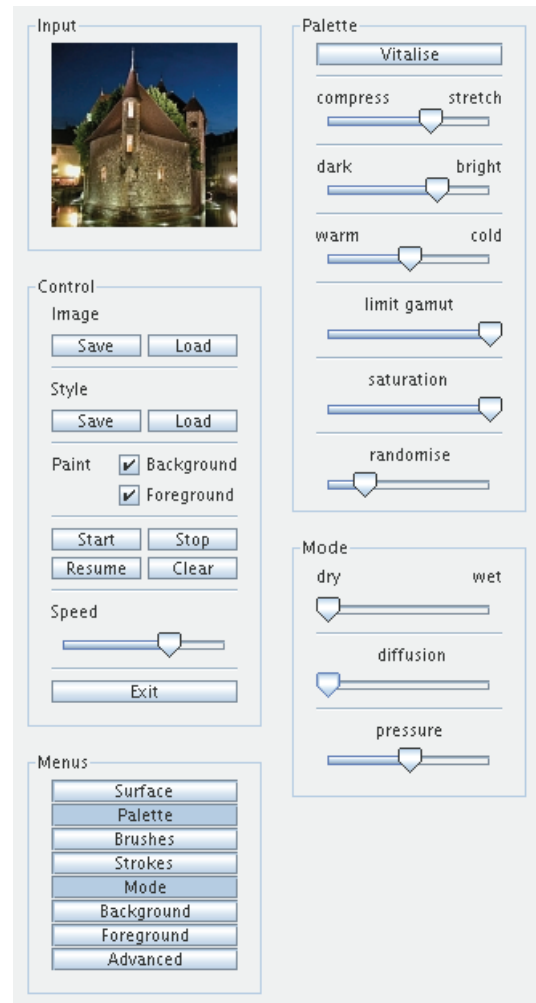 Input
Control
Image
Save Load
Style
Save Load
Paint Background
Foreground
Start Stop
Resume Clear
Speed
Exit
Menus
Surface
Palette
Brushes
Strokes
Mode
Background
Foreground
Advanced
Palette
Vitalise
compress stretch
dark bright
warm cold
limit gamut
saturation
randomise
Mode
dry wet
diffusion
pressure